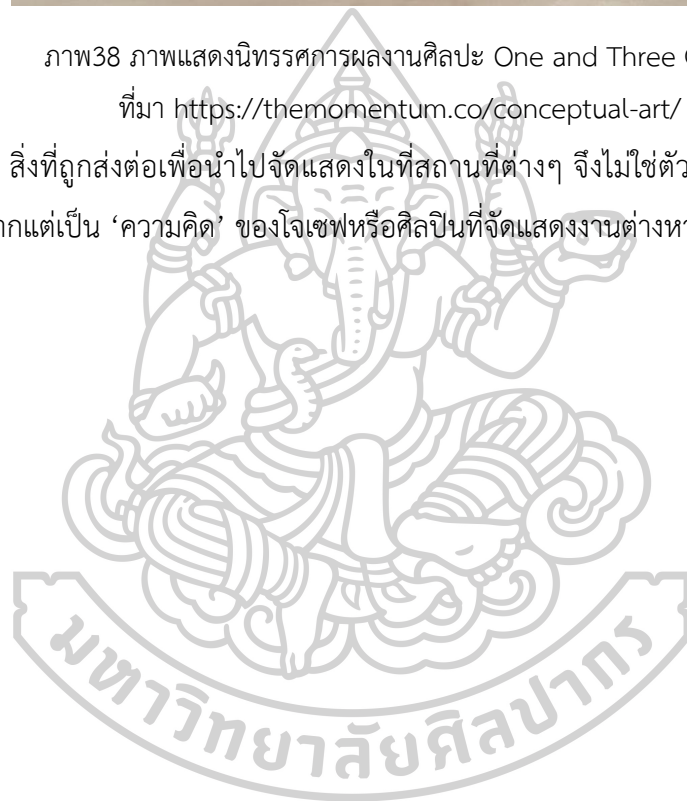 ภาพ38 ภาพแสดงนิทรรศการผลงานศิลปะ One and Three
ที่มา https://themomentum.co/conceptual-art/
สิ่งที่ถูกส่งต่อเพื่อนำไปจัดแสดงในที่สถานที่ต่างๆ จึงไม่ใช่ตัว
กแต่เป็น ‘ความคิด’ ของโจเซฟหรือศิลปินที่จัดแสดงงานต่างหา
มหาวิทยาลัยศิลปากร